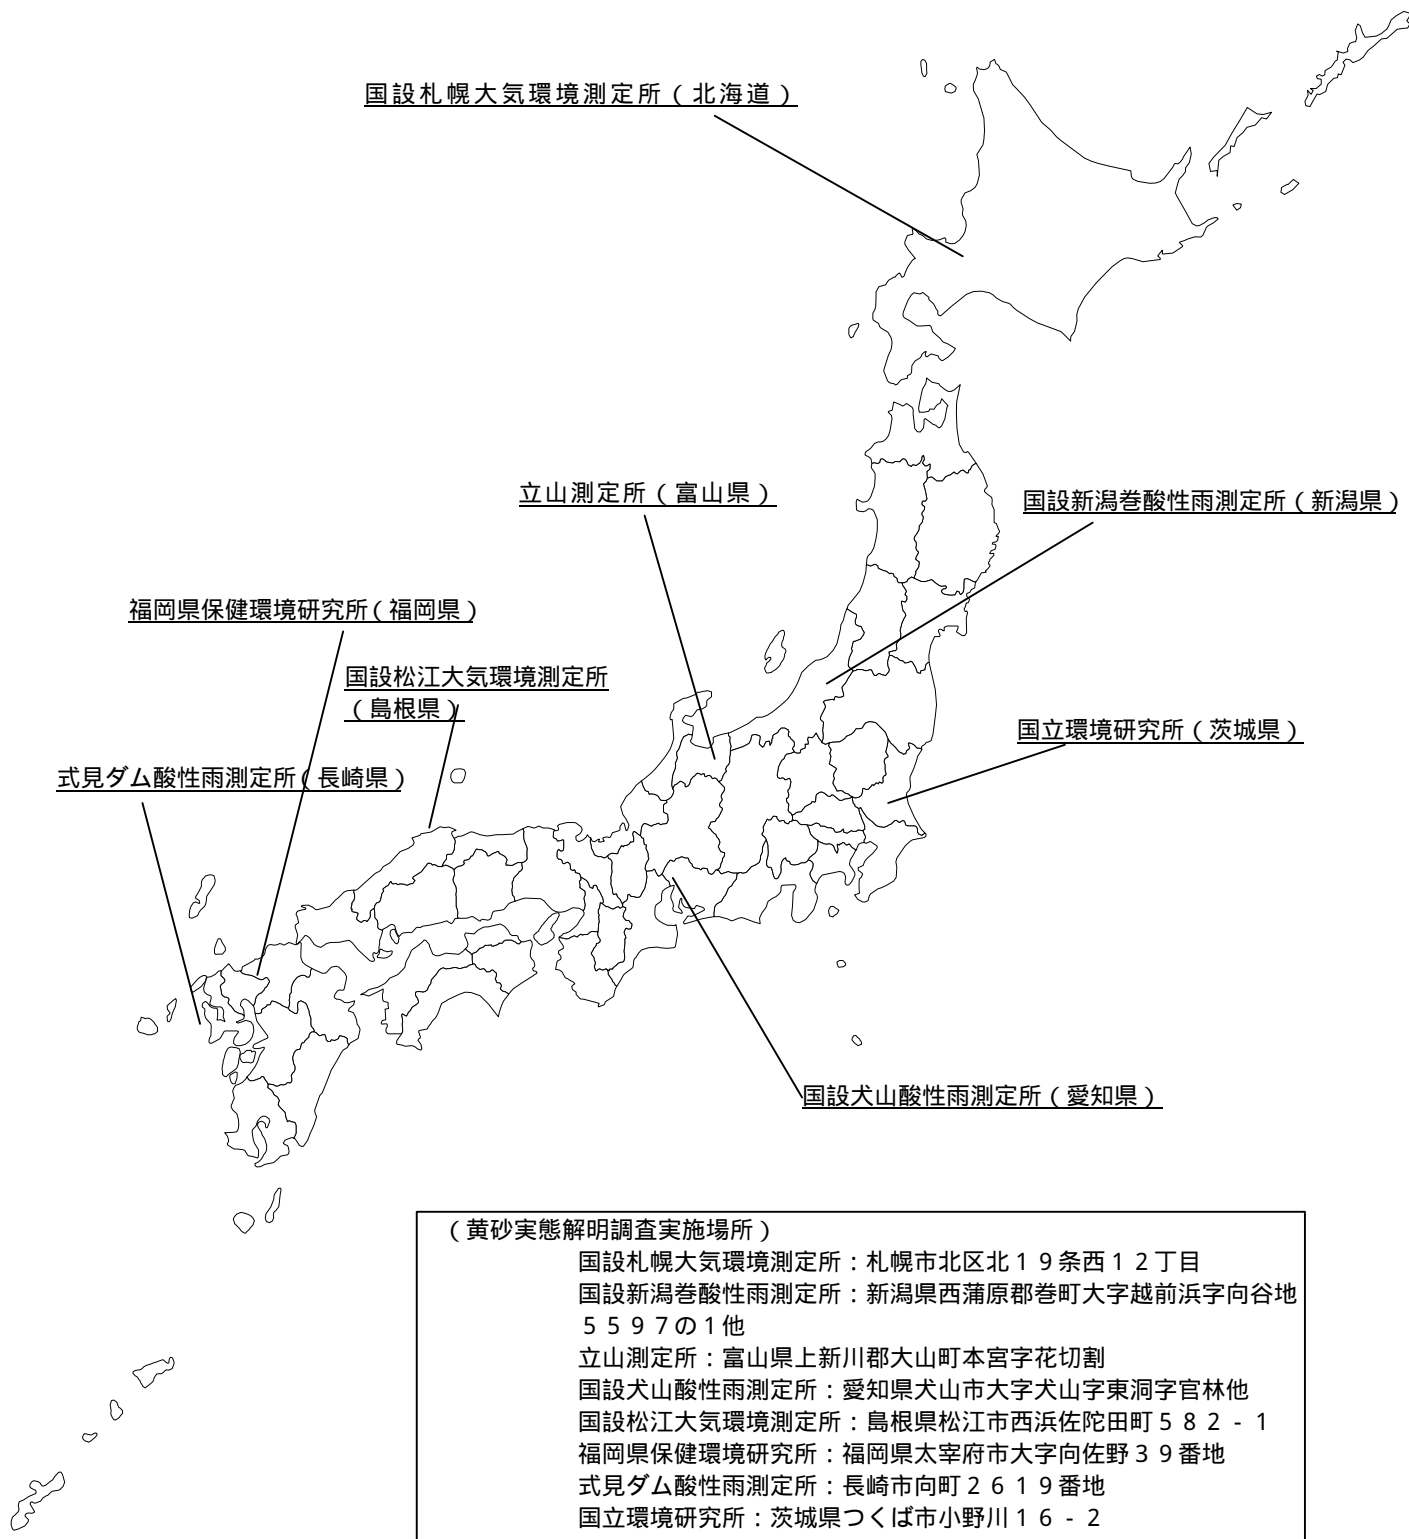 国設札幌大気環境測定所（北海道）
立山測定所（富山県）
国設新潟巻酸性雨測定所（新潟県）
福岡県保健環境研究所（福岡県）
国設松江大気環境測定所
（島根県）
国立環境研究所（茨城県）
式見ダム酸性雨測定所（長崎県）
国設犬山酸性雨測定所（愛知県）
（黄砂実態解明調査実施場所）
国設札幌大気環境測定所：札幌市北区北１９条西１２丁目
国設新潟巻酸性雨測定所：新潟県西蒲原郡巻町大字越前浜字向谷地
５５９７の１他
立山測定所：富山県上新川郡大山町本宮字花切割
国設犬山酸性雨測定所：愛知県犬山市大字犬山字東洞字官林他
国設松江大気環境測定所：島根県松江市西浜佐陀田町５８２-１
福岡県保健環境研究所：福岡県太宰府市大字向佐野３９番地
式見ダム酸性雨測定所：長崎市向町２６１９番地
国立環境研究所：茨城県つくば市小野川１６-２